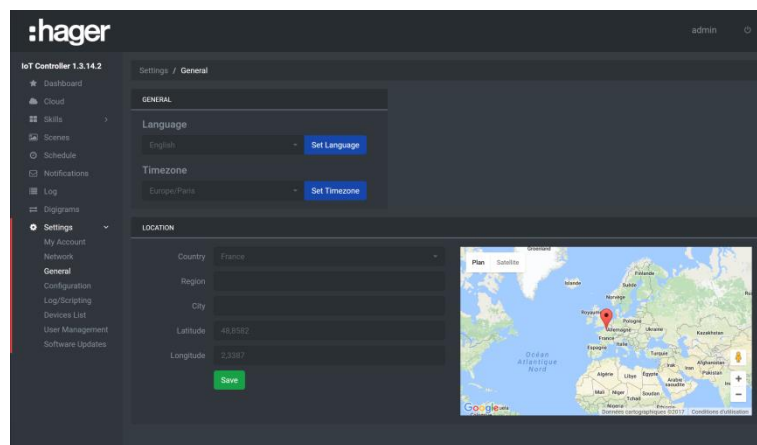 :hager
admin
IoT Controller 1.3.14.2
Dashboard
Cloud
Skills
Scenes
Schedule
Notifications
Log
Digigrams
Settings
My Account
Network
General
Configuration
Log/Scripting
Devices List
User Management
Software Updates
Settings / General
GENERAL
Language
English
Set Language
Timezone
Europe/Paris
Set Timezone
LOCATION
Country
France
Region
City
Latitude
48,8582
Longitude
2,3387
Save
Plan
Satellite
Groenland
Islande
Finlande
Suède
Norvège
Pologne
Allemagne
Ukraine
Kazakhstan
France
Italie
Espagne
Turquie
Océan
Atlantique
Nord
Irak
Iran
Afghanistan
Pakistan
Algérie
Libye
Égypte
Arabie
saoudite
Mali
Niger
Tchad
Soudan
Google
Données cartographiques ©2017
Conditions d'utilisation